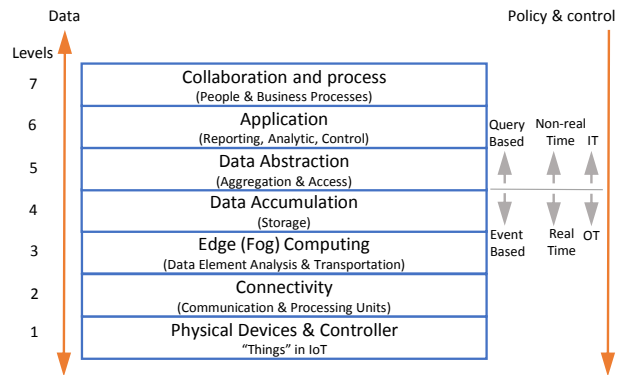 Data
Policy & control
Levels
7
Collaboration and process
(People & Business Processes)
6
Application
(Reporting, Analytic, Control)
Query
Based
Non-real
Time
IT
5
Data Abstraction
(Aggregation & Access)
4
Data Accumulation
(Storage)
Event
Based
Real
Time
OT
3
Edge (Fog) Computing
(Data Element Analysis & Transportation)
2
Connectivity
(Communication & Processing Units)
1
Physical Devices & Controller
“Things” in IoT